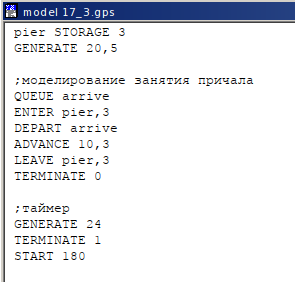 model 17_3.gps
pier STORAGE 3
GENERATE 20,5
;моделирование занятия причала
QUEUE arrive
ENTER pier,3
DEPART arrive
ADVANCE 10,3
LEAVE pier,3
TERMINATE 0
;таймер
GENERATE 24
TERMINATE 1
START 180